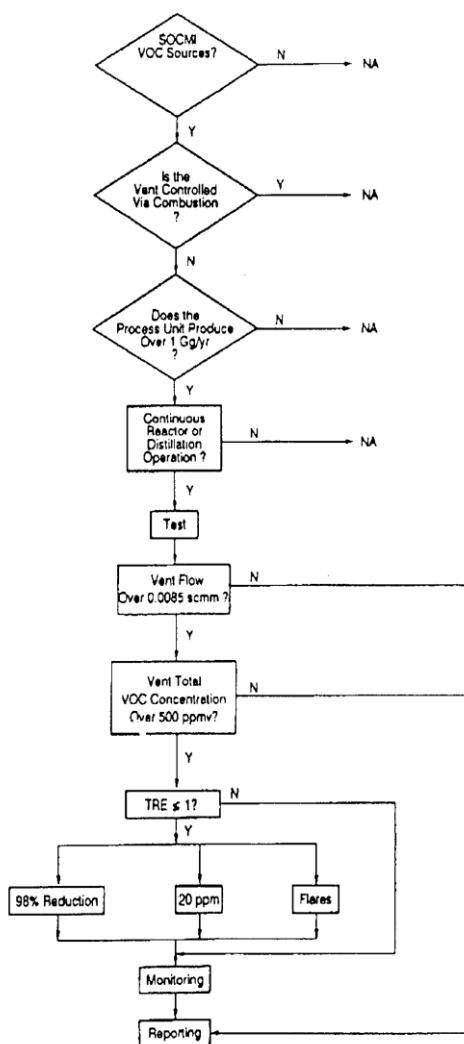 SOCMI
VOC Sources?
N
NA
Y
Is the
Vent Controlled
Via Combustion
?
Y
NA
N
Does the
Process Unit Produce
Over 1 Gg/yr
?
N
NA
Y
Continuous
Reactor or
Distillation
Operation ?
N
NA
Y
Test
Vent Flow
Over 0.0085 scmm ?
N
Y
Vent Total
VOC Concentration
Over 500 ppmv?
N
Y
TRE ≤ 1?
N
Y
98% Reduction
20 ppm
Flares
Monitoring
Reporting